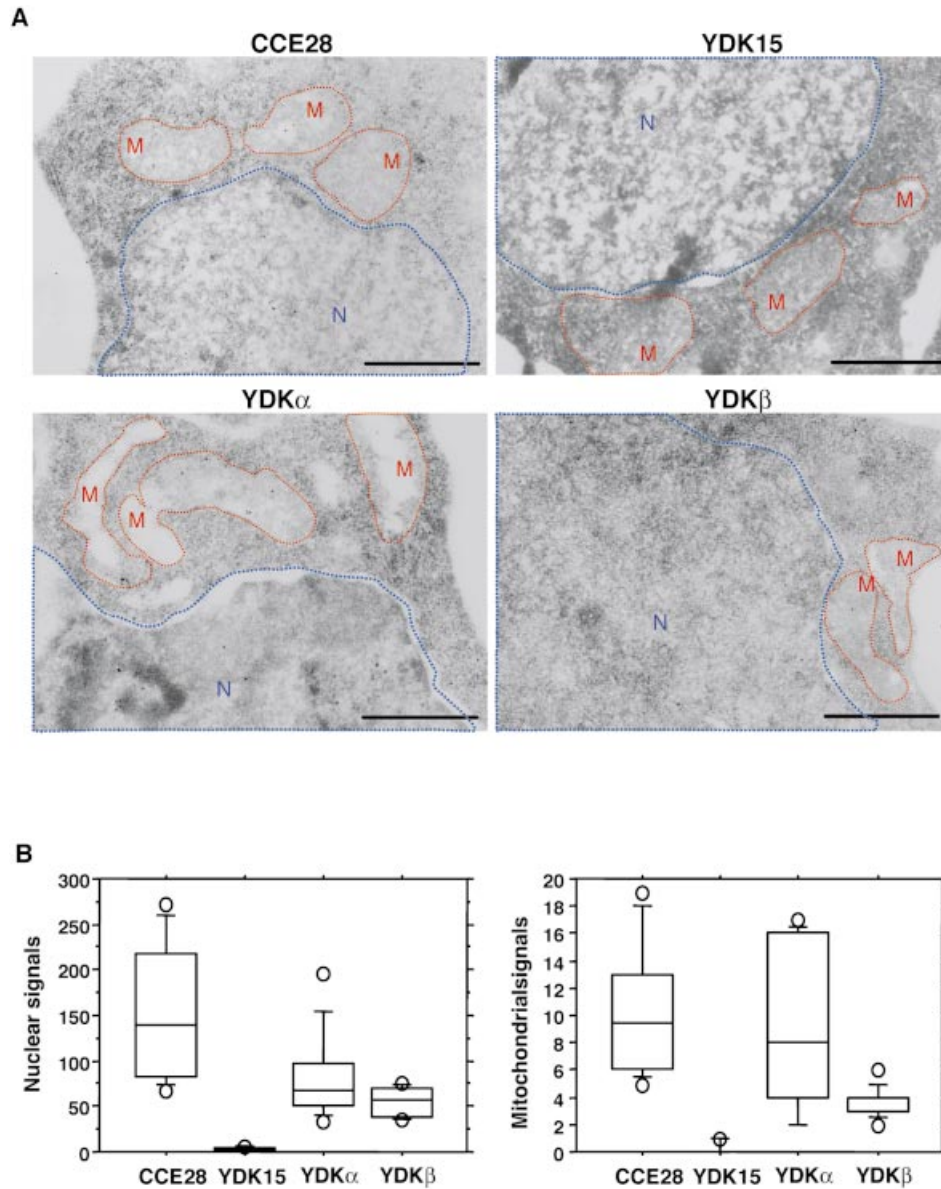 A
CCE28
YDK15
M
M
M
N
N
M
M
M
YDKα
YDKβ
M
M
M
N
M
M
N
B
Nuclear signals
300
250
200
150
100
50
0
CCE28 YDK15 YDKα YDKβ
Mitochondrialsignals
20
18
16
14
12
10
8
6
4
2
0
CCE28 YDK15 YDKα YDKβ